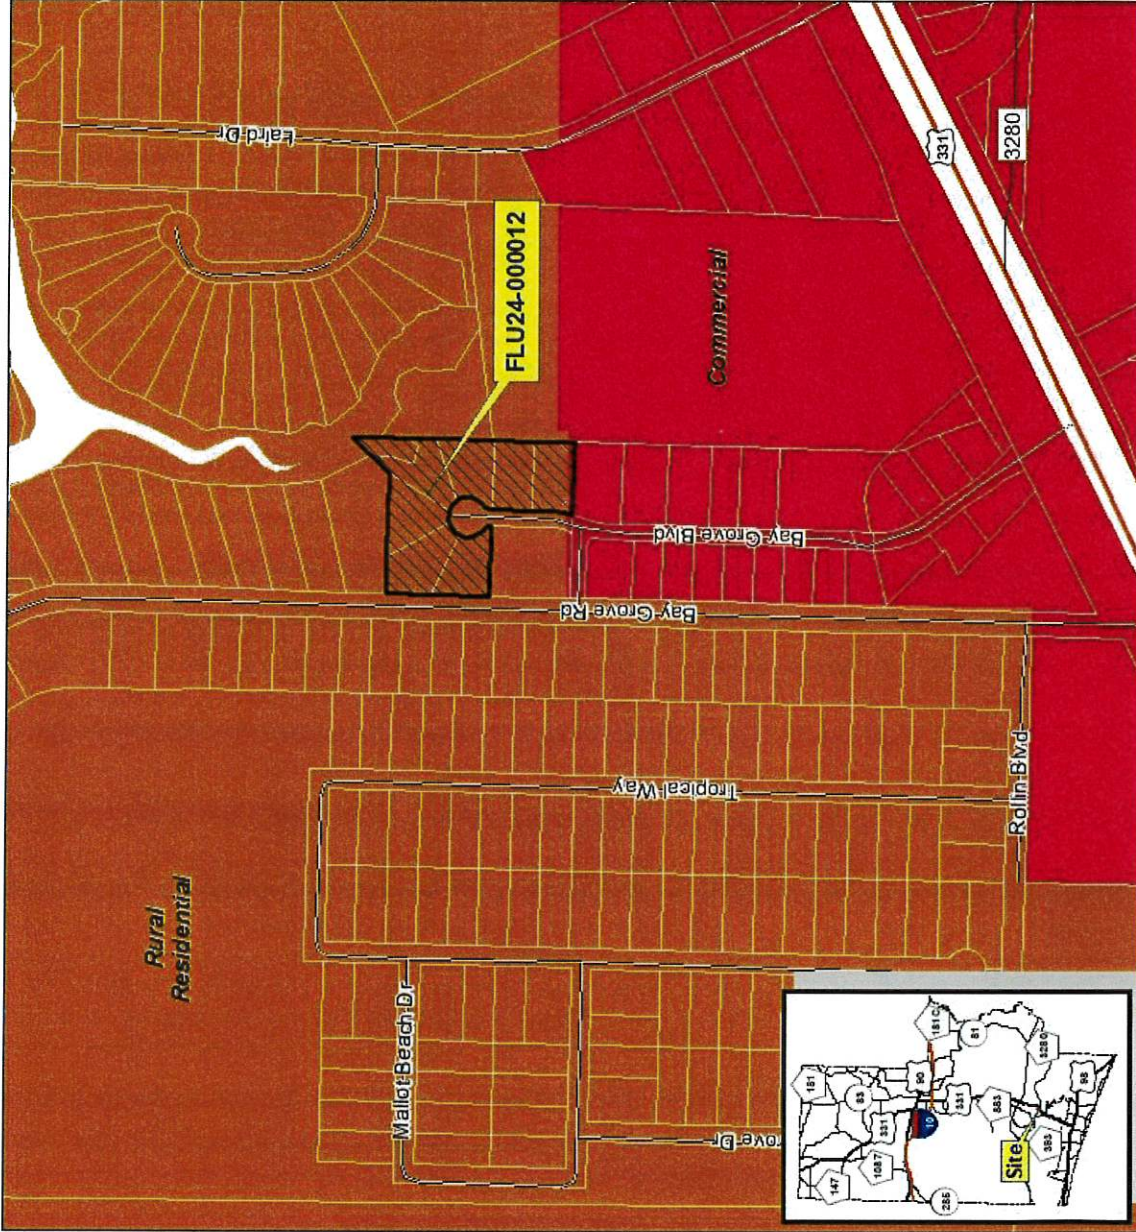 Laird Dr
FLU24-000012
331
3280
Commercial
Bay Grove Blvd
Bay Grove Rd
Tropical Way
Rollin Blvd
Rural
Residential
Mallot Beach Dr
ove Dr
181
83
90
181C
81
331
10
331
883
3280
98
147
1087
285
393
Site